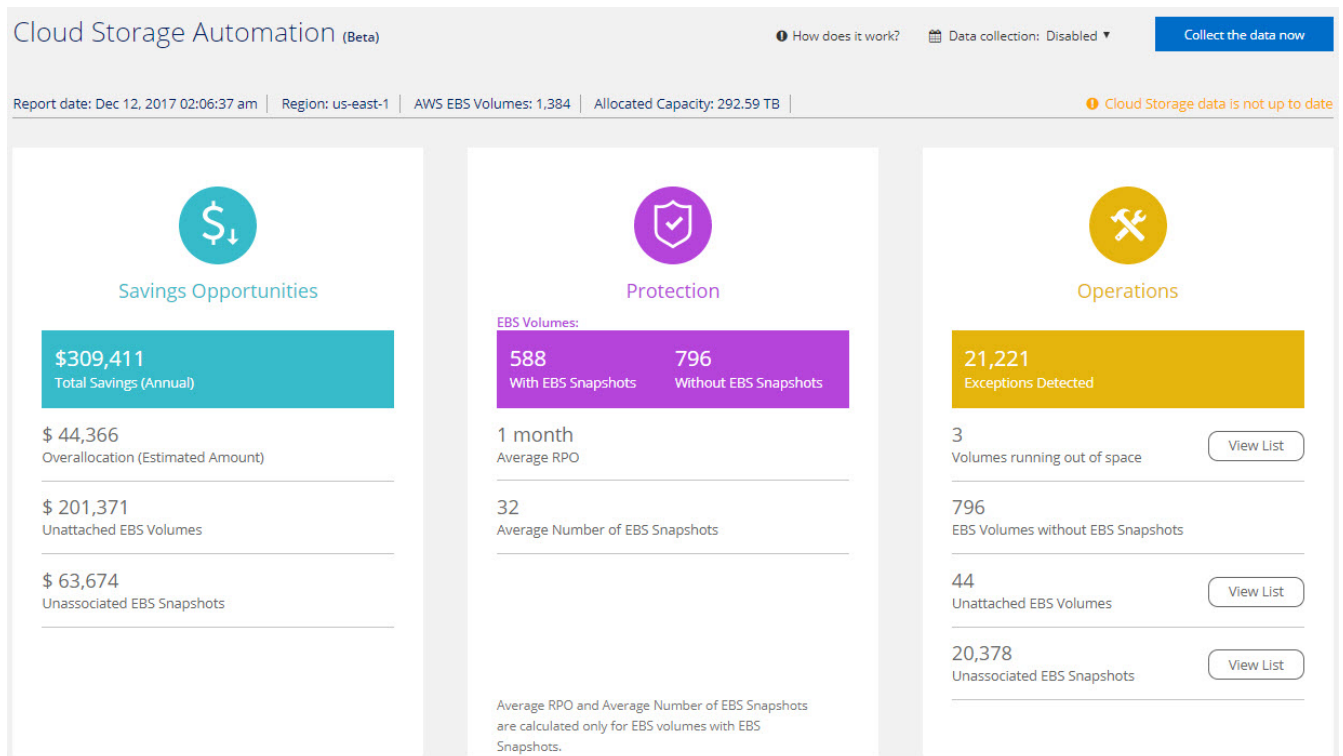 Cloud Storage Automation (Beta)
How does it work?
Data collection: Disabled
Collect the data now
Report date: Dec 12, 2017 02:06:37 am
Region: us-east-1
AWS EBS Volumes: 1,384
Allocated Capacity: 292.59 TB
Cloud Storage data is not up to date
Savings Opportunities
$309,411
Total Savings (Annual)
$ 44,366
Overallocation (Estimated Amount)
$ 201,371
Unattached EBS Volumes
$ 63,674
Unassociated EBS Snapshots
Protection
EBS Volumes:
588
With EBS Snapshots
796
Without EBS Snapshots
1 month
Average RPO
32
Average Number of EBS Snapshots
Average RPO and Average Number of EBS Snapshots
are calculated only for EBS volumes with EBS
Snapshots.
Operations
21,221
Exceptions Detected
3
Volumes running out of space
View List
796
EBS Volumes without EBS Snapshots
44
Unattached EBS Volumes
View List
20,378
Unassociated EBS Snapshots
View List